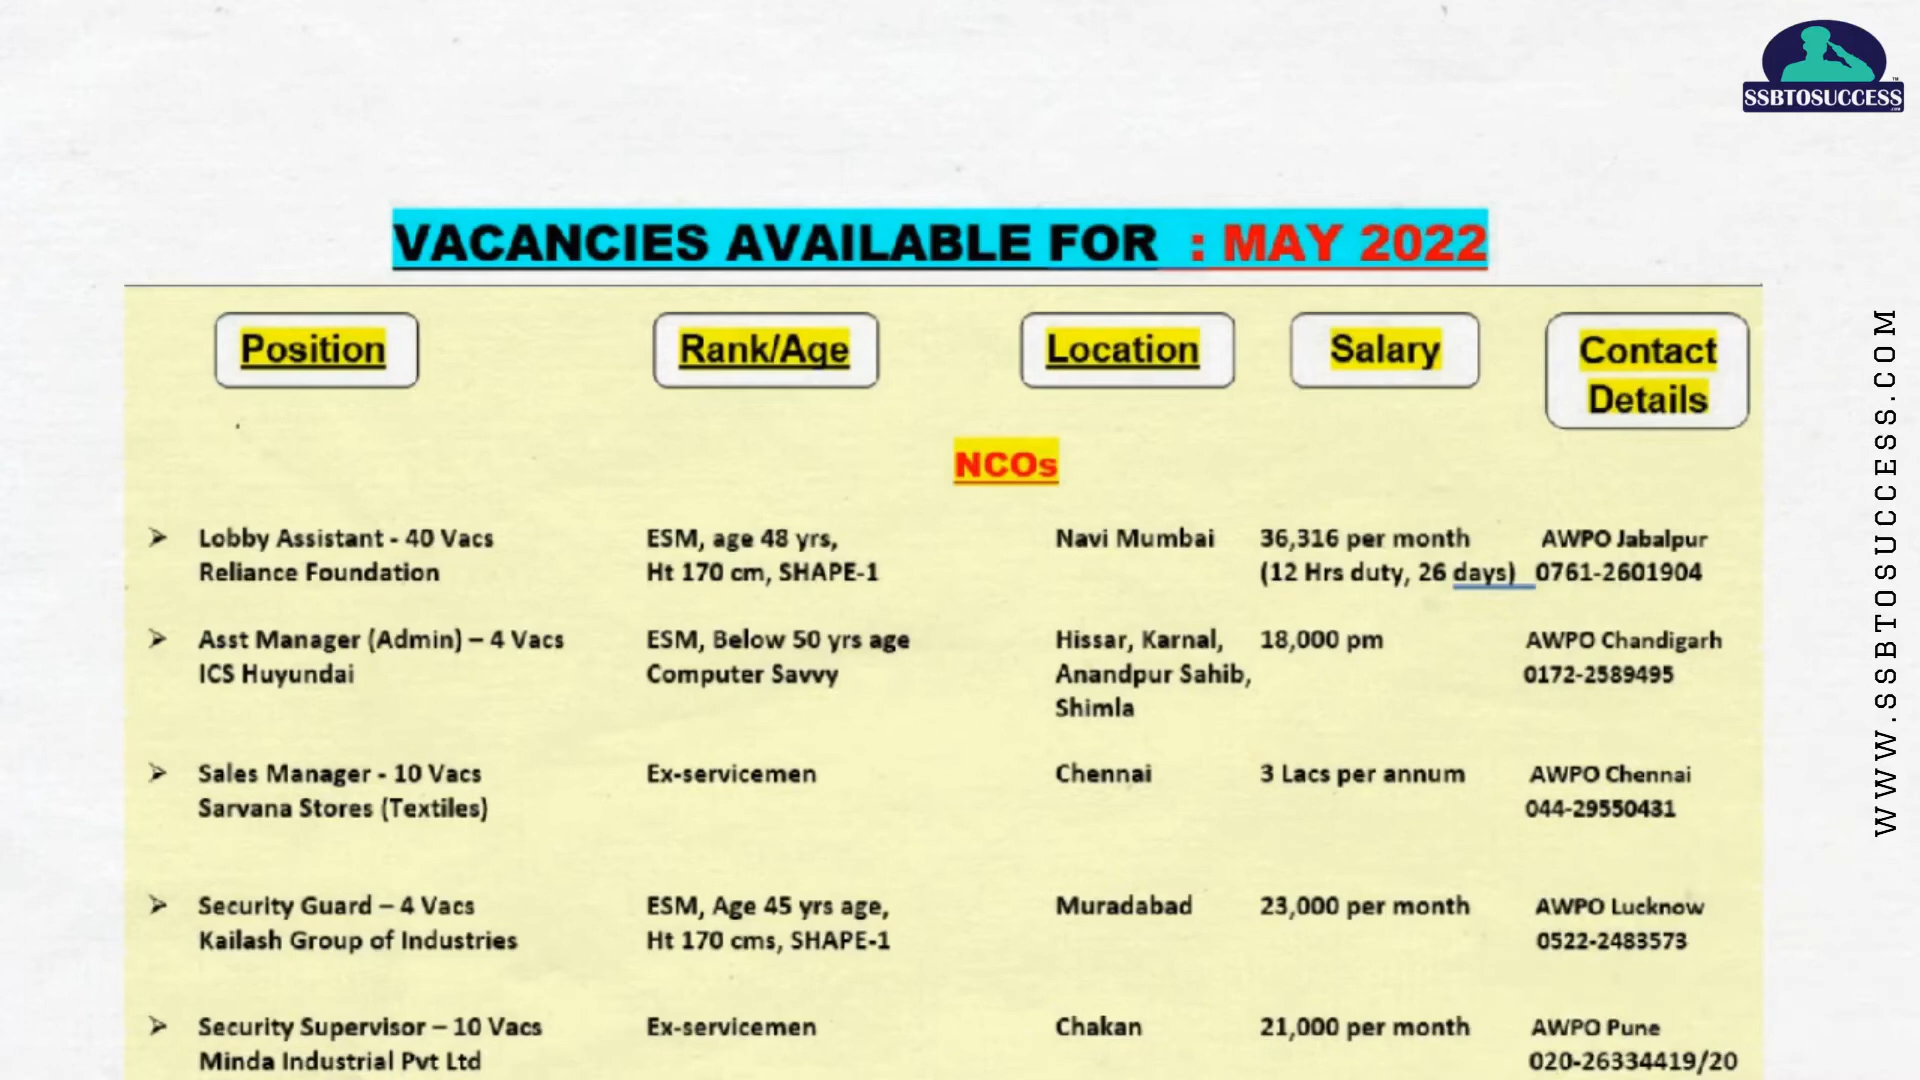 SSBTOSUCCESS
VACANCIES AVAILABLE FOR : MAY 2022
Position Rank/Age Location Salary Contact
Details
NCOs
➢ Lobby Assistant - 40 Vacs ESM, age 48 yrs, Navi Mumbai 36,316 per month AWPO Jabalpur
Reliance Foundation Ht 170 cm, SHAPE-1 (12 Hrs duty, 26 days) 0761-2601904
➢ Asst Manager (Admin) – 4 Vacs ESM, Below 50 yrs age Hissar, Karnal, 18,000 pm AWPO Chandigarh
ICS Huyundai Computer Savvy Anandpur Sahib, 0172-2589495
Shimla
➢ Sales Manager - 10 Vacs Ex-servicemen Chennai 3 Lacs per annum AWPO Chennai
Sarvana Stores (Textiles) 044-29550431
➢ Security Guard – 4 Vacs ESM, Age 45 yrs age, Muradabad 23,000 per month AWPO Lucknow
Kailash Group of Industries Ht 170 cms, SHAPE-1 0522-2483573
➢ Security Supervisor – 10 Vacs Ex-servicemen Chakan 21,000 per month AWPO Pune
Minda Industrial Pvt Ltd 020-26334419/20
WWW.SSBTOSUCCESS.COM